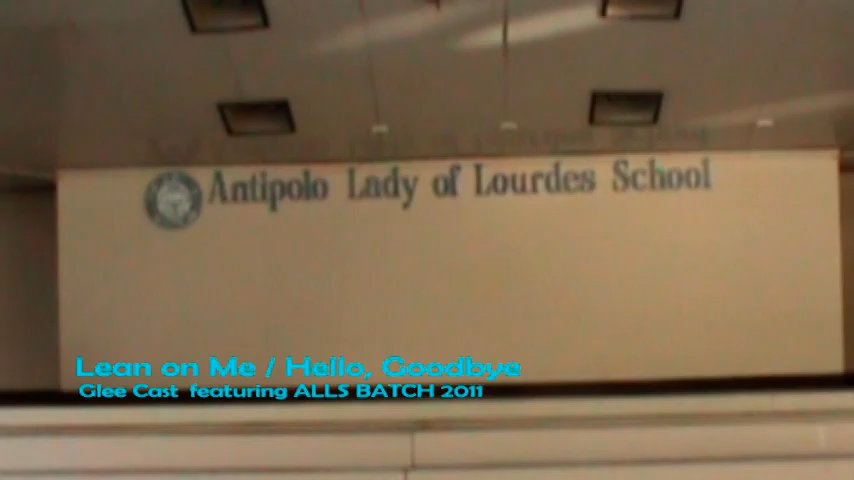 Antipolo Lady of Lourdes School
Lean on Me / Hello, Goodbye
Glee Cast featuring ALLS BATCH 2011